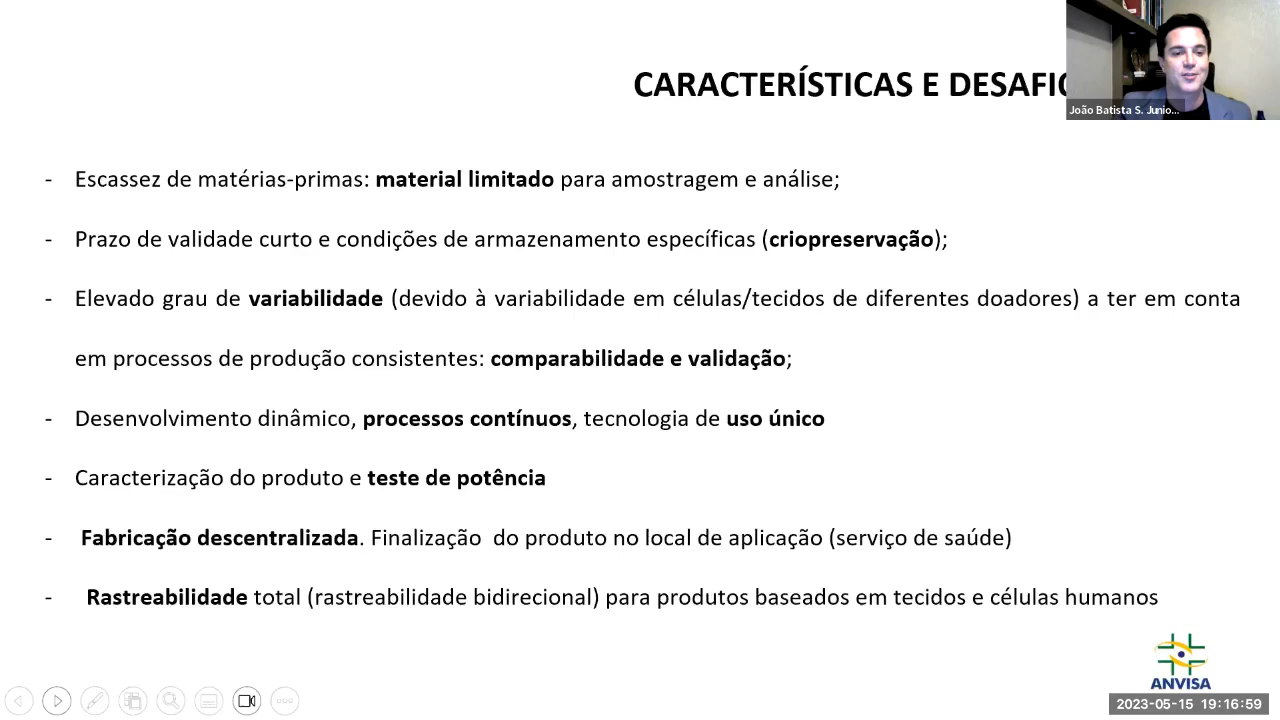 CARACTERÍSTICAS E DESAFIO
João Batista S. Junio...
- Escassez de matérias-primas: material limitado para amostragem e análise;
- Prazo de validade curto e condições de armazenamento específicas (criopreservação);
- Elevado grau de variabilidade (devido à variabilidade em células/tecidos de diferentes doadores) a ter em conta
em processos de produção consistentes: comparabilidade e validação;
- Desenvolvimento dinâmico, processos contínuos, tecnologia de uso único
- Caracterização do produto e teste de potência
- Fabricação descentralizada. Finalização do produto no local de aplicação (serviço de saúde)
- Rastreabilidade total (rastreabilidade bidirecional) para produtos baseados em tecidos e células humanos
ANVISA
2023-05-15 19:16:59